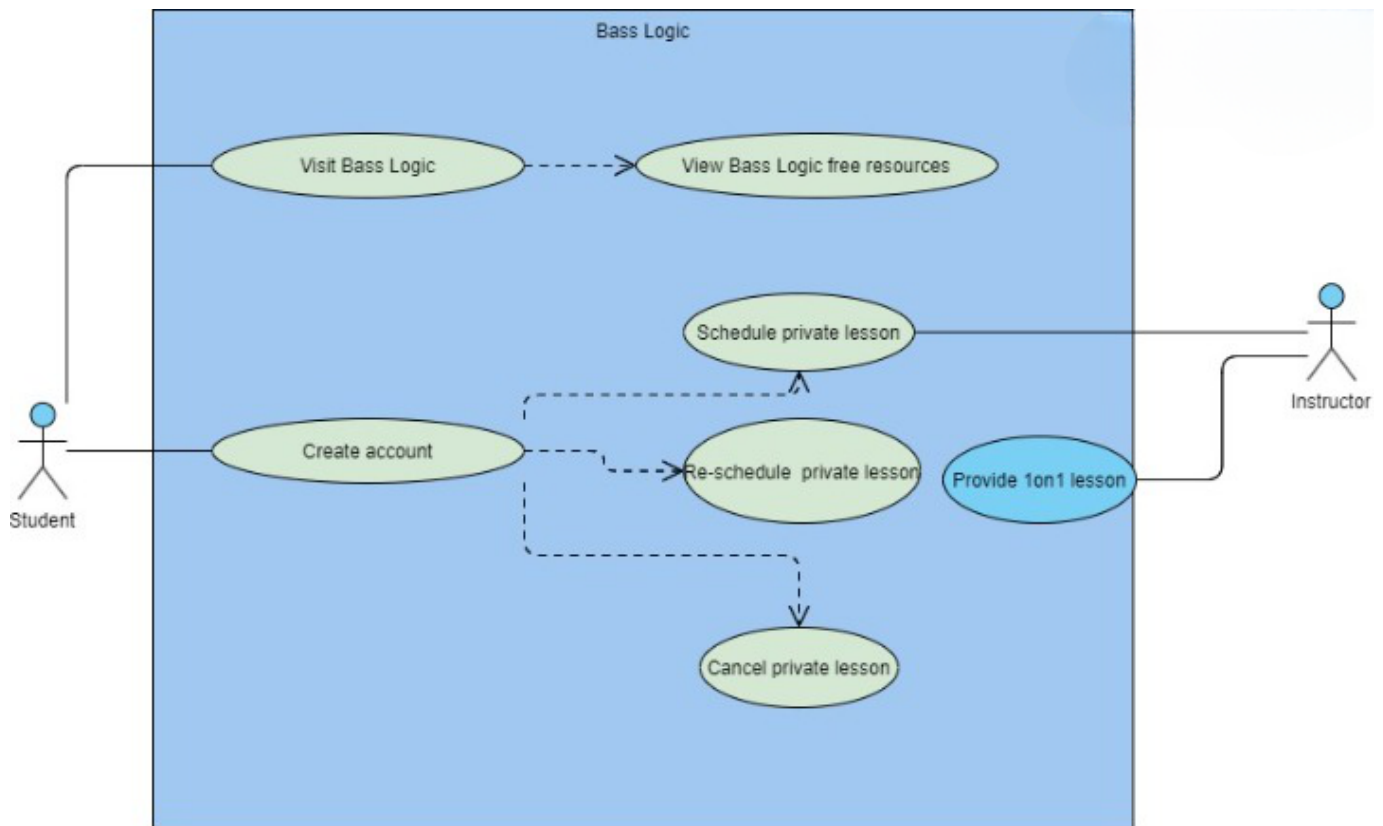 Bass Logic
Visit Bass Logic
View Bass Logic free resources
Schedule private lesson
Instructor
Create account
Re-schedule private lesson
Provide 1on1 lesson
Student
Cancel private lesson